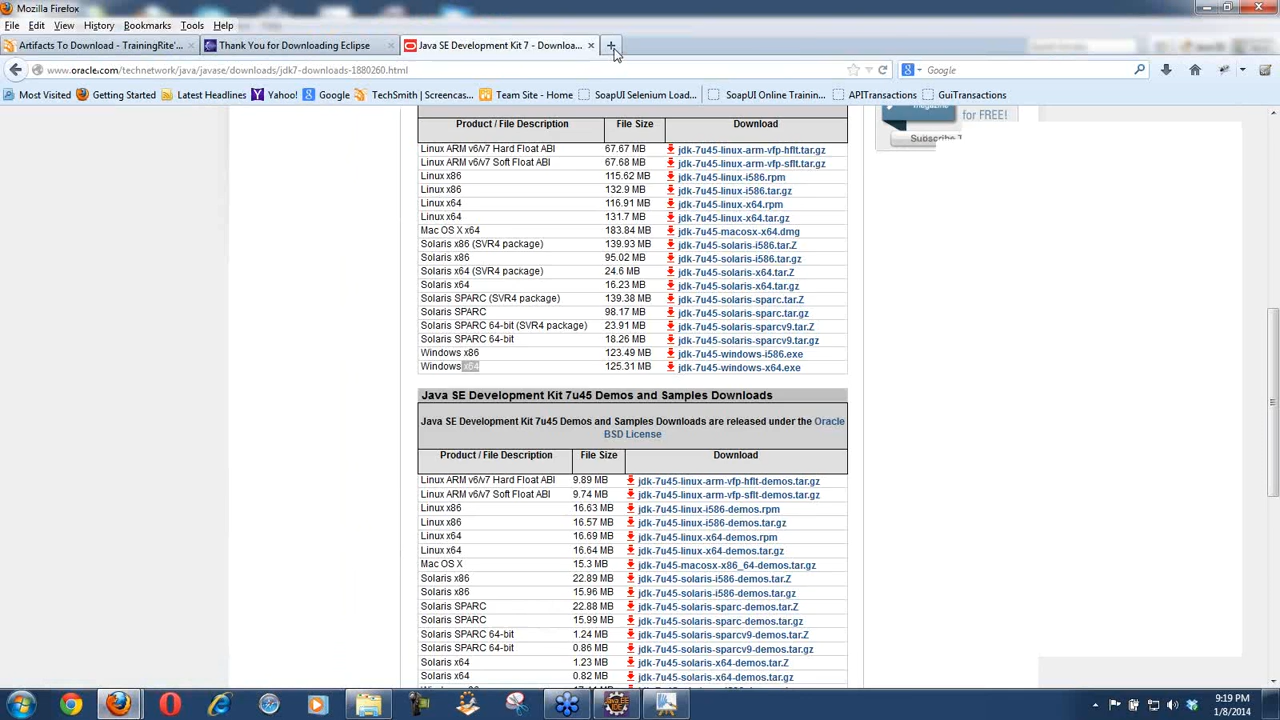 Mozilla Firefox
File Edit View History Bookmarks Tools Help
Artifacts To Download - TrainingRite'... Thank You for Downloading Eclipse Java SE Development Kit 7 - Downloa...
www.oracle.com/technetwork/java/javase/downloads/jdk7-downloads-1880260.html Google
Most Visited Getting Started Latest Headlines Yahoo! Google TechSmith | Screencas... Team Site - Home SoapUI Selenium Load... SoapUI Online Trainin... APITransactions GuiTransactions
magazine
for FREE!
Subscribe T
Product / File Description File Size Download
Linux ARM v6/v7 Hard Float ABI 67.67 MB jdk-7u45-linux-arm-vfp-hflt.tar.gz
Linux ARM v6/v7 Soft Float ABI 67.68 MB jdk-7u45-linux-arm-vfp-sflt.tar.gz
Linux x86 115.62 MB jdk-7u45-linux-i586.rpm
Linux x86 132.9 MB jdk-7u45-linux-i586.tar.gz
Linux x64 116.91 MB jdk-7u45-linux-x64.rpm
Linux x64 131.7 MB jdk-7u45-linux-x64.tar.gz
Mac OS X x64 183.84 MB jdk-7u45-macosx-x64.dmg
Solaris x86 (SVR4 package) 139.93 MB jdk-7u45-solaris-i586.tar.Z
Solaris x86 95.02 MB jdk-7u45-solaris-i586.tar.gz
Solaris x64 (SVR4 package) 24.6 MB jdk-7u45-solaris-x64.tar.Z
Solaris x64 16.23 MB jdk-7u45-solaris-x64.tar.gz
Solaris SPARC (SVR4 package) 139.38 MB jdk-7u45-solaris-sparc.tar.Z
Solaris SPARC 98.17 MB jdk-7u45-solaris-sparc.tar.gz
Solaris SPARC 64-bit (SVR4 package) 23.91 MB jdk-7u45-solaris-sparcv9.tar.Z
Solaris SPARC 64-bit 18.26 MB jdk-7u45-solaris-sparcv9.tar.gz
Windows x86 123.49 MB jdk-7u45-windows-i586.exe
Windows x64 125.31 MB jdk-7u45-windows-x64.exe
Java SE Development Kit 7u45 Demos and Samples Downloads
Java SE Development Kit 7u45 Demos and Samples Downloads are released under the Oracle
BSD License
Product / File Description File Size Download
Linux ARM v6/v7 Hard Float ABI 9.89 MB jdk-7u45-linux-arm-vfp-hflt-demos.tar.gz
Linux ARM v6/v7 Soft Float ABI 9.74 MB jdk-7u45-linux-arm-vfp-sflt-demos.tar.gz
Linux x86 16.63 MB jdk-7u45-linux-i586-demos.rpm
Linux x86 16.57 MB jdk-7u45-linux-i586-demos.tar.gz
Linux x64 16.69 MB jdk-7u45-linux-x64-demos.rpm
Linux x64 16.64 MB jdk-7u45-linux-x64-demos.tar.gz
Mac OS X 15.3 MB jdk-7u45-macosx-x86_64-demos.tar.gz
Solaris x86 22.89 MB jdk-7u45-solaris-i586-demos.tar.Z
Solaris x86 15.96 MB jdk-7u45-solaris-i586-demos.tar.gz
Solaris SPARC 22.88 MB jdk-7u45-solaris-sparc-demos.tar.Z
Solaris SPARC 15.99 MB jdk-7u45-solaris-sparc-demos.tar.gz
Solaris SPARC 64-bit 1.24 MB jdk-7u45-solaris-sparcv9-demos.tar.Z
Solaris SPARC 64-bit 0.86 MB jdk-7u45-solaris-sparcv9-demos.tar.gz
Solaris x64 1.23 MB jdk-7u45-solaris-x64-demos.tar.Z
Solaris x64 0.82 MB jdk-7u45-solaris-x64-demos.tar.gz
Java EE
IDE
9:19 PM
1/8/2014